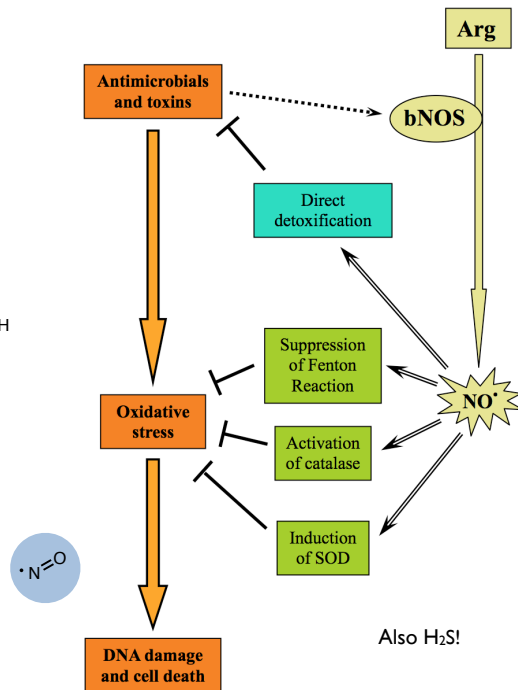 Arg
Antimicrobials
and toxins
bNOS
Direct
detoxification
H
Suppression
of Fenton
Reaction
NO•
Oxidative
stress
Activation
of catalase
Induction
of SOD
•N=O
Also H₂S!
DNA damage
and cell death